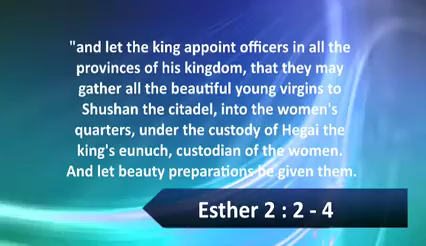 "and let the king appoint officers in all the
provinces of his kingdom, that they may
gather all the beautiful young virgins to
Shushan the citadel, into the women's
quarters, under the custody of Hegai the
king's eunuch, custodian of the women.
And let beauty preparations be given them.
Esther 2 : 2 - 4